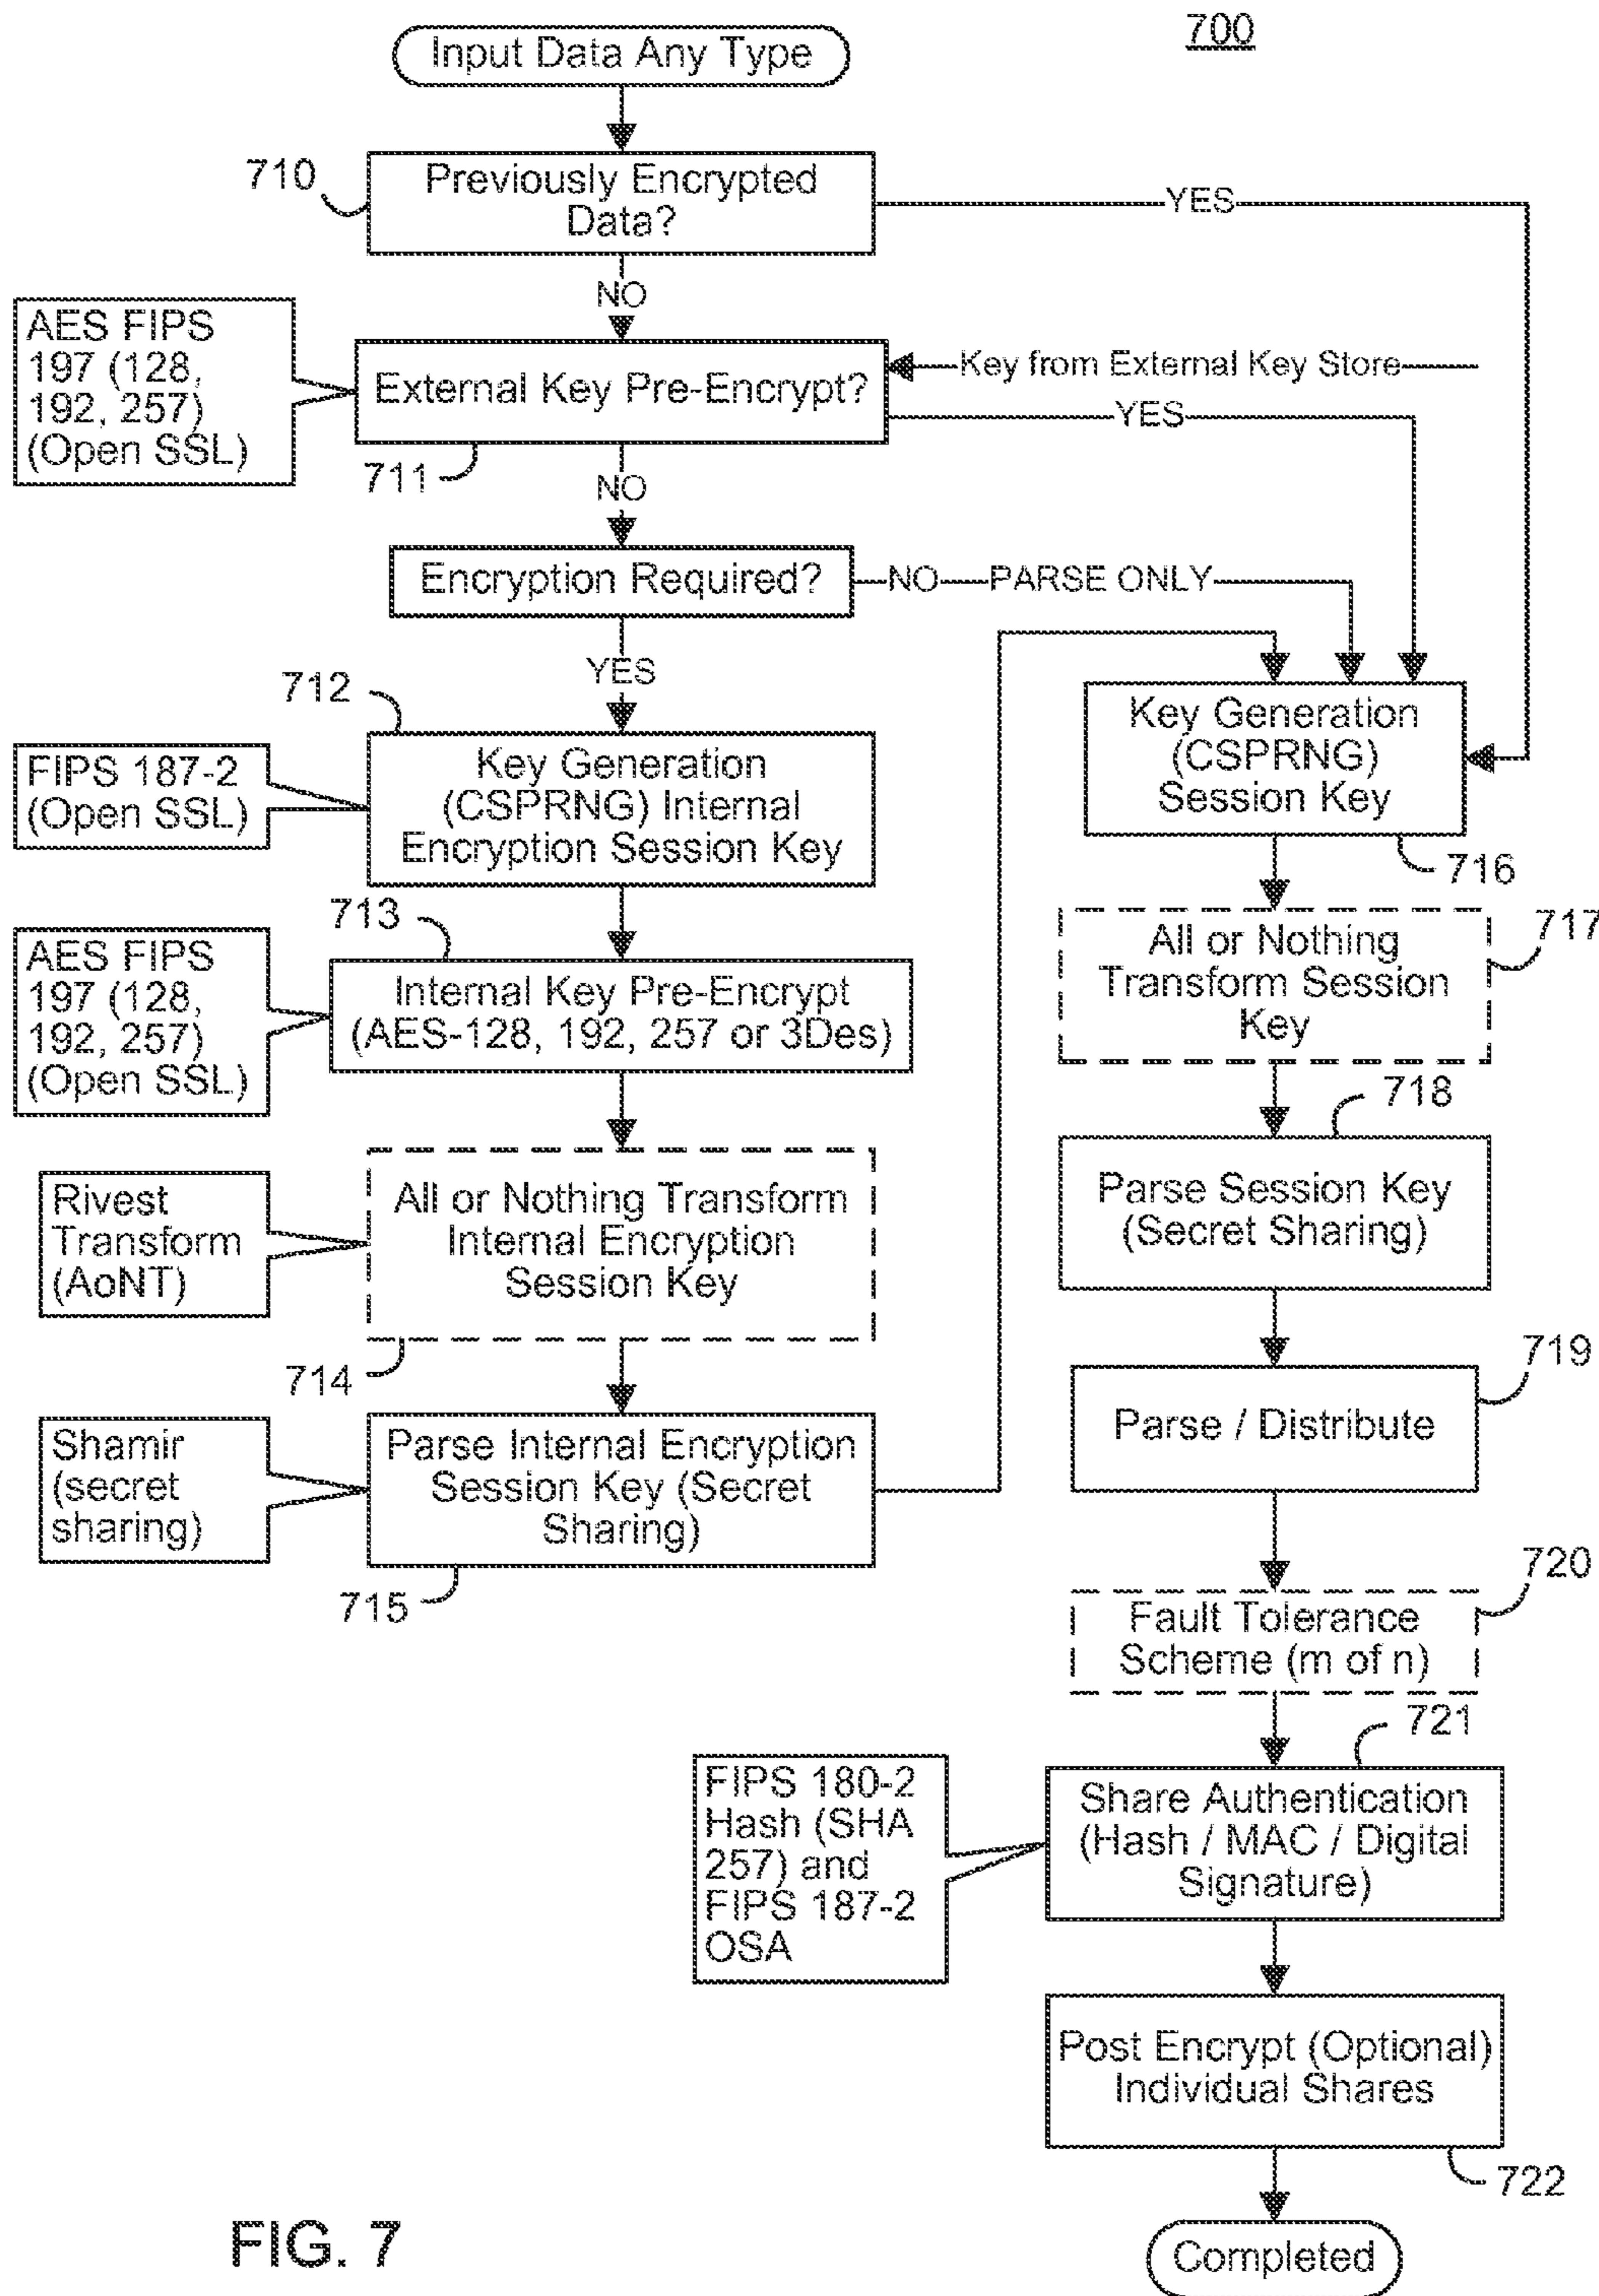 700
Input Data Any Type
710
Previously Encrypted
Data?
YES
NO
AES FIPS
197 (128,
192, 257)
(Open SSL)
External Key Pre-Encrypt?
Key from External Key Store
YES
711
NO
Encryption Required?
NO
PARSE ONLY
YES
712
FIPS 187-2
(Open SSL)
Key Generation
(CSPRNG) Internal
Encryption Session Key
713
AES FIPS
197 (128,
192, 257)
(Open SSL)
Internal Key Pre-Encrypt
(AES-128, 192, 257 or 3Des)
Rivest
Transform
(AoNT)
All or Nothing Transform
Internal Encryption
Session Key
714
Shamir
(secret
sharing)
Parse Internal Encryption
Session Key (Secret
Sharing)
715
Key Generation
(CSPRNG)
Session Key
716
All or Nothing
Transform Session
Key
717
718
Parse Session Key
(Secret Sharing)
719
Parse / Distribute
720
Fault Tolerance
Scheme (m of n)
721
FIPS 180-2
Hash (SHA
257) and
FIPS 187-2
OSA
Share Authentication
(Hash / MAC / Digital
Signature)
Post Encrypt (Optional)
Individual Shares
722
Completed
FIG. 7